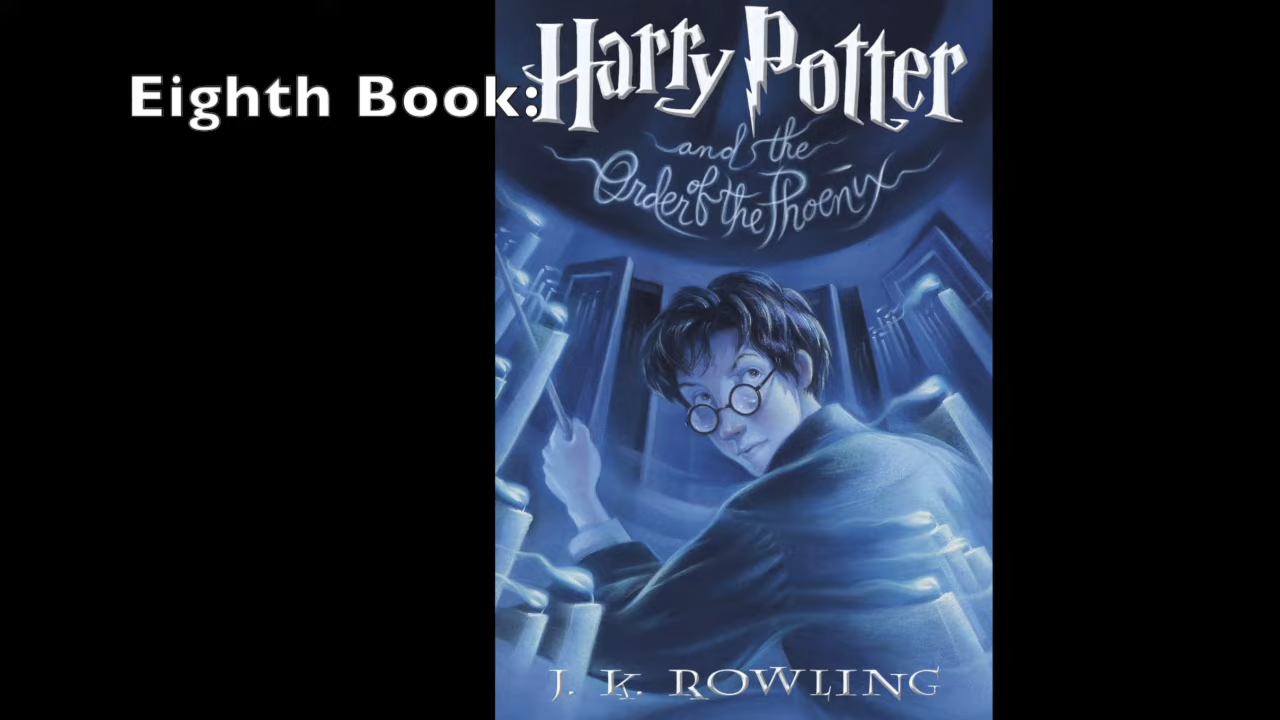 Eighth Book:
Harry Potter
and the
Order of the Phoenix
J. K. ROWLING